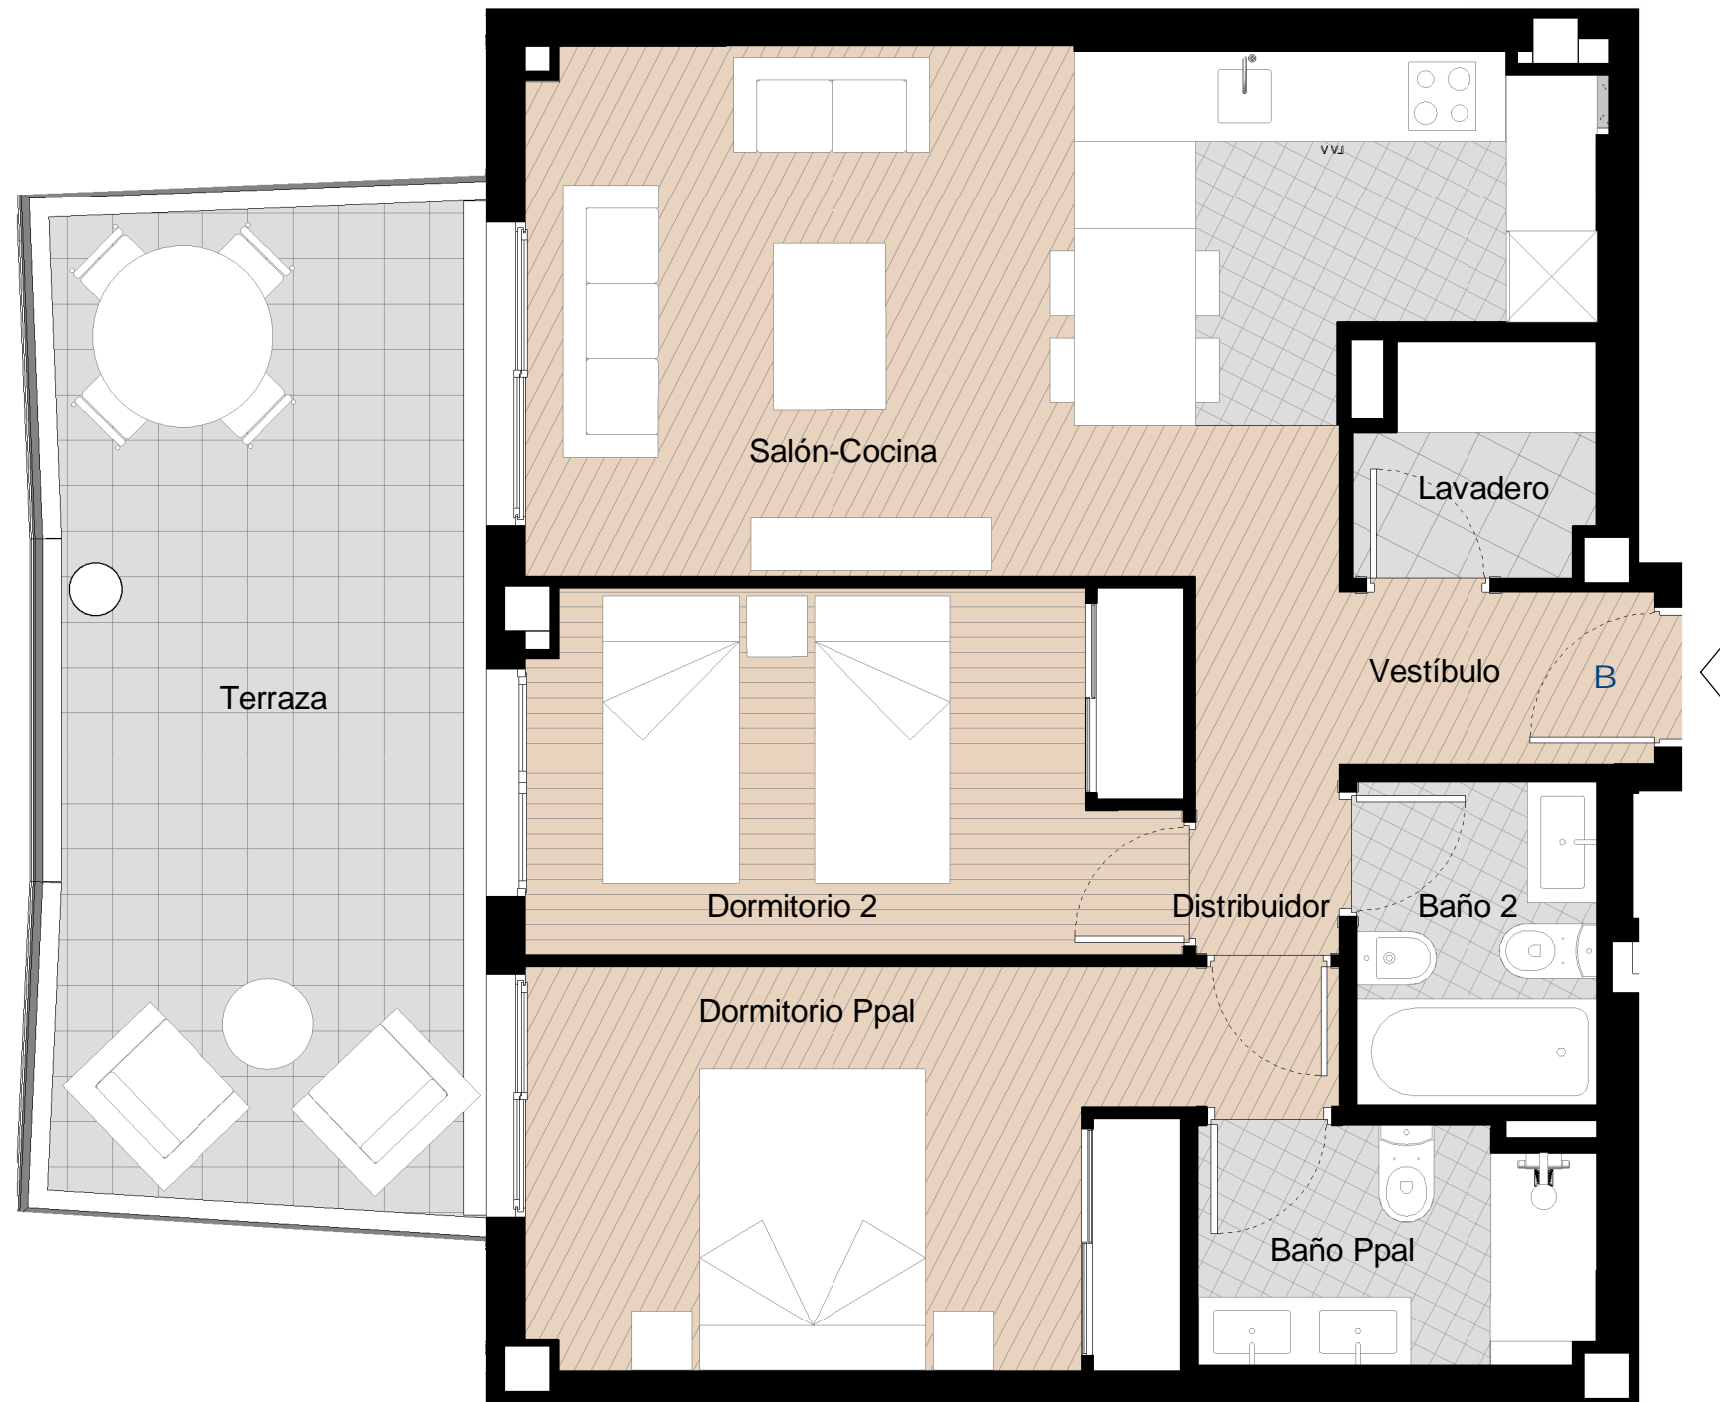 Salón-Cocina
Lavadero
Vestíbulo
B
Terraza
Dormitorio 2
Distribuidor
Baño 2
Dormitorio Ppal
Baño Ppal